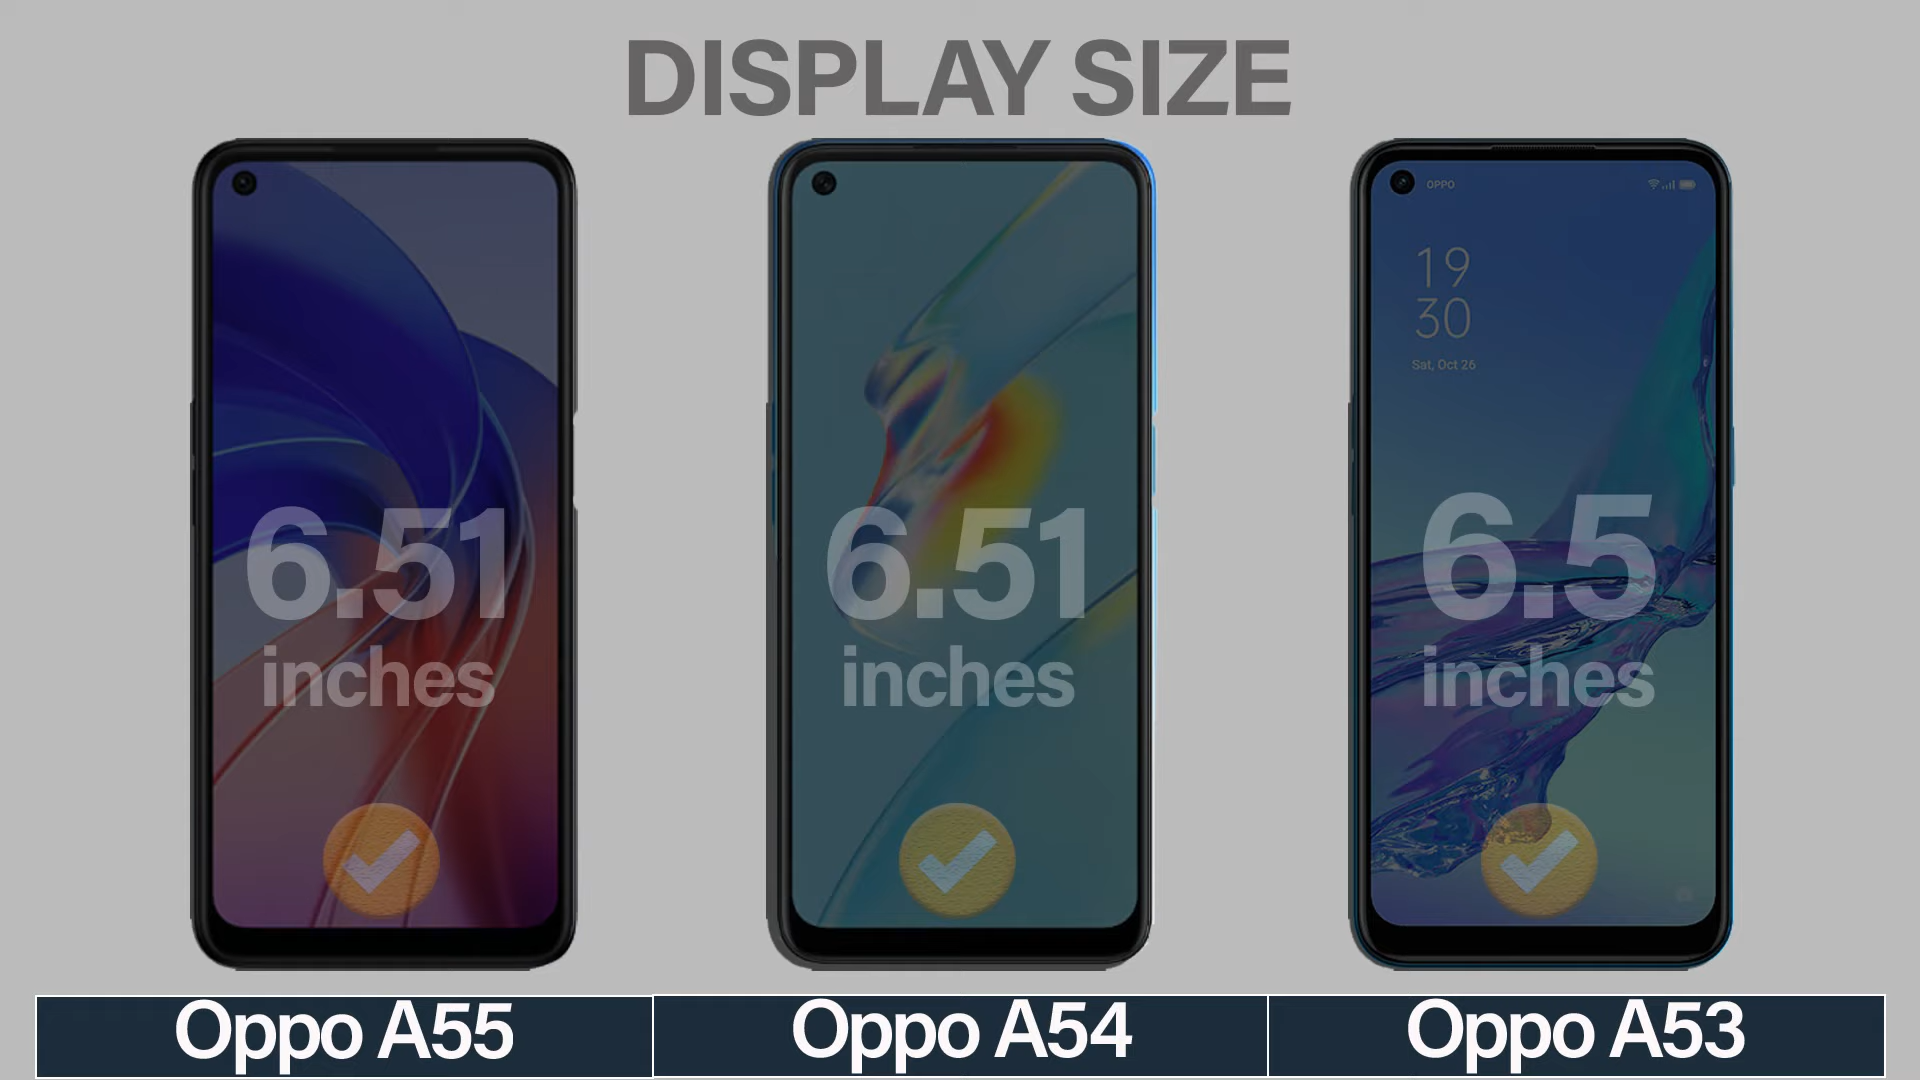 DISPLAY SIZE
OPPO
19
30
Sat, Oct 26
6.51
inches
6.51
inches
6.5
inches
Oppo A55
Oppo A54
Oppo A53